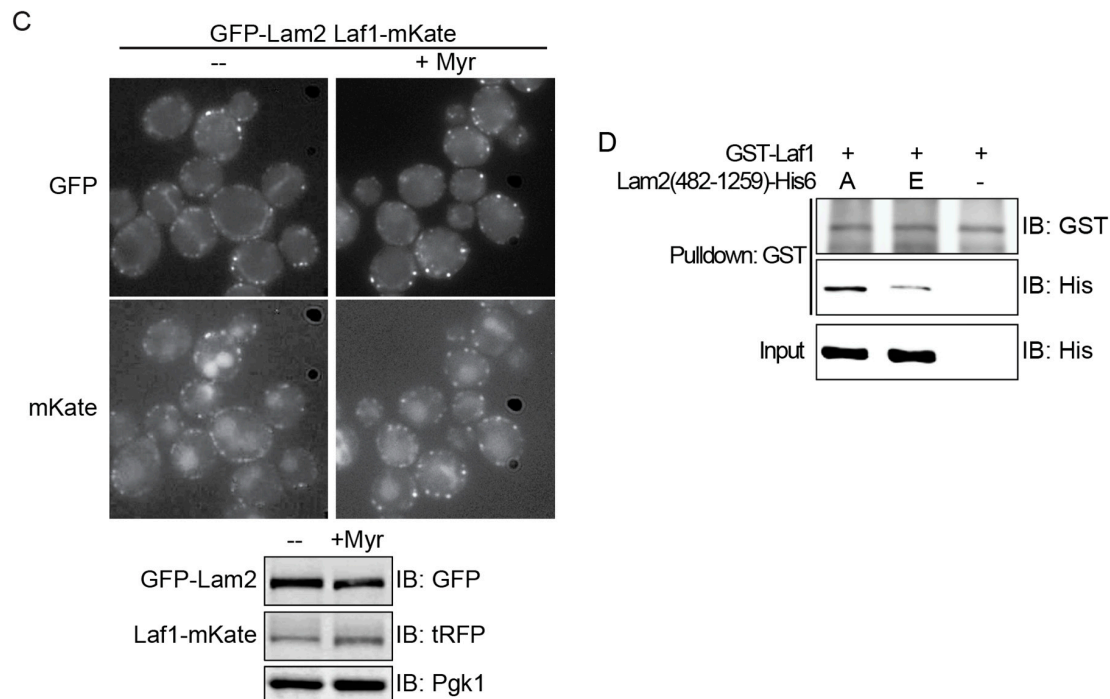 C
GFP-Lam2 Laf1-mKate
-- + Myr
GFP
mKate
-- +Myr
GFP-Lam2 IB: GFP
Laf1-mKate IB: tRFP
IB: Pgk1
D
GST-Laf1 + + +
Lam2(482-1259)-His6 A E -
Pulldown: GST
IB: GST
IB: His
Input IB: His